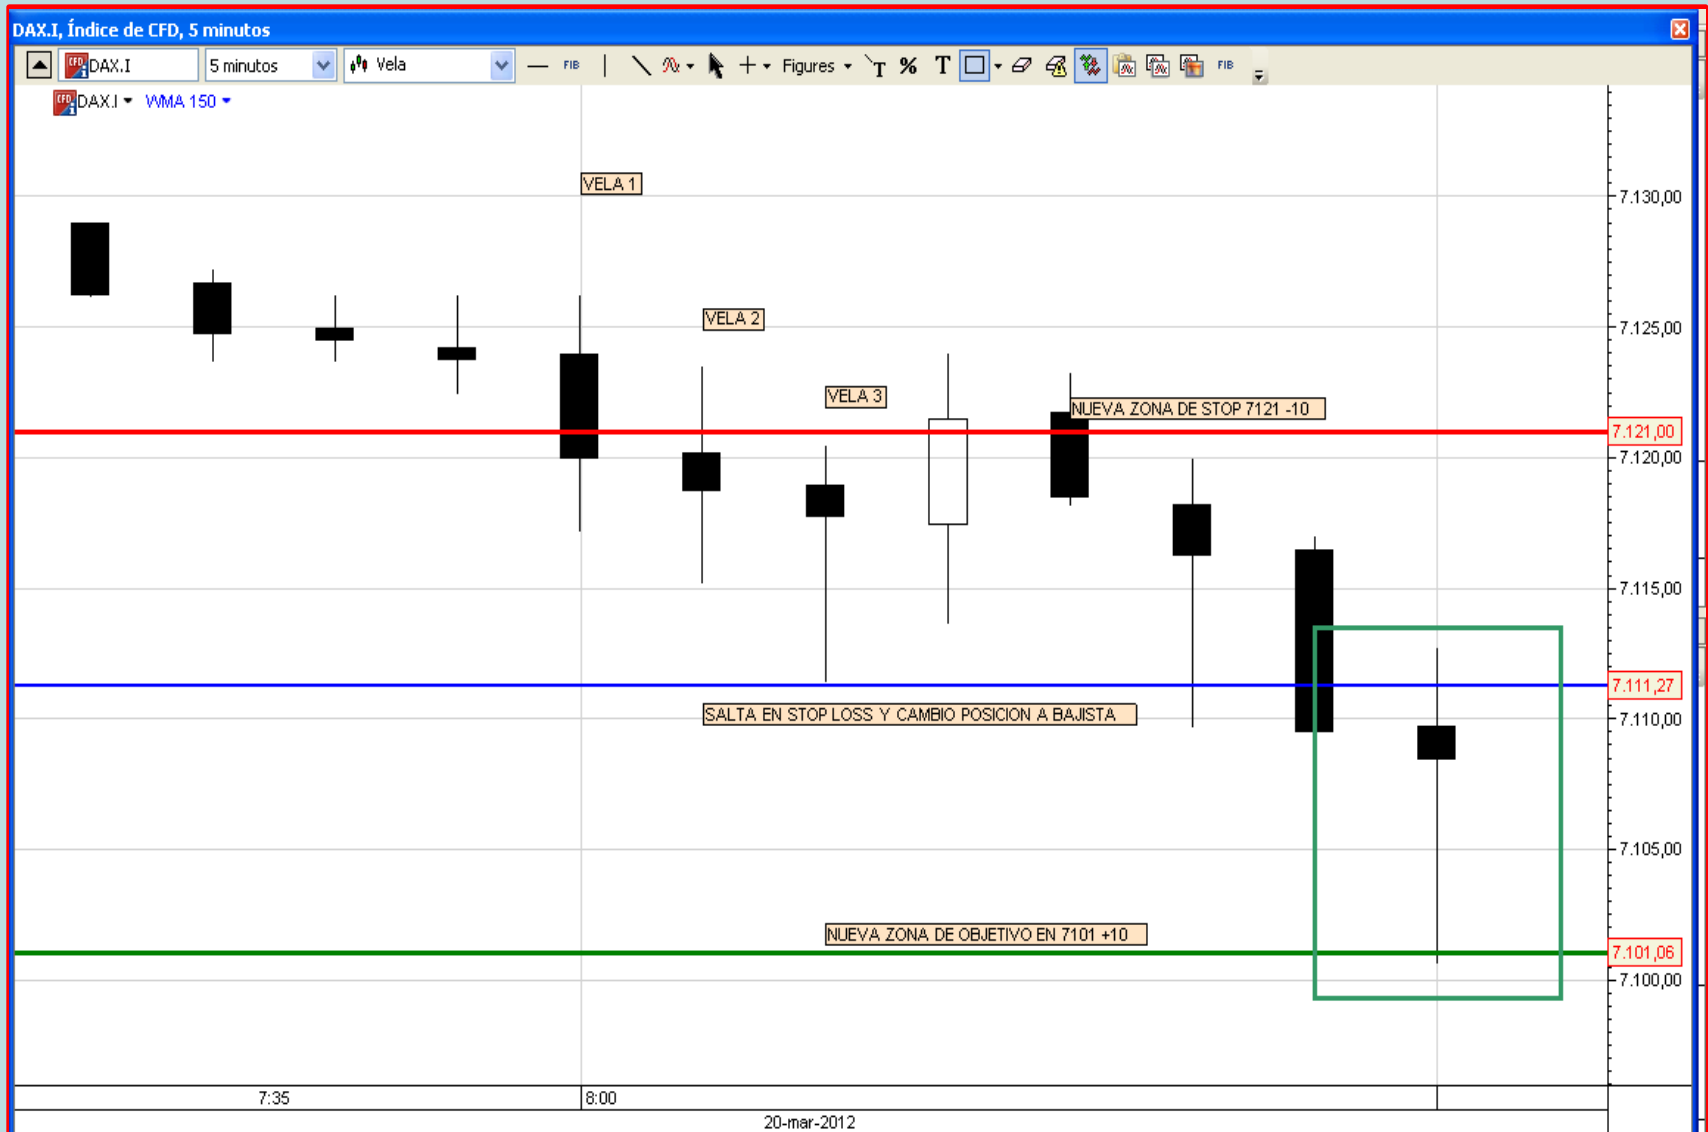 DAX.I, Índice de CFD, 5 minutos
CFD DAX.I 5 minutos Vela FIB Figures T % T FIB
CFD DAX.I WMA 150
VELA 1
7.130,00
VELA 2
7.125,00
VELA 3
NUEVA ZONA DE STOP 7121 -10
7.121,00
7.120,00
7.115,00
7.111,27
SALTA EN STOP LOSS Y CAMBIO POSICION A BAJISTA
7.110,00
7.105,00
NUEVA ZONA DE OBJETIVO EN 7101 +10
7.101,06
7.100,00
7:35 8:00
20-mar-2012